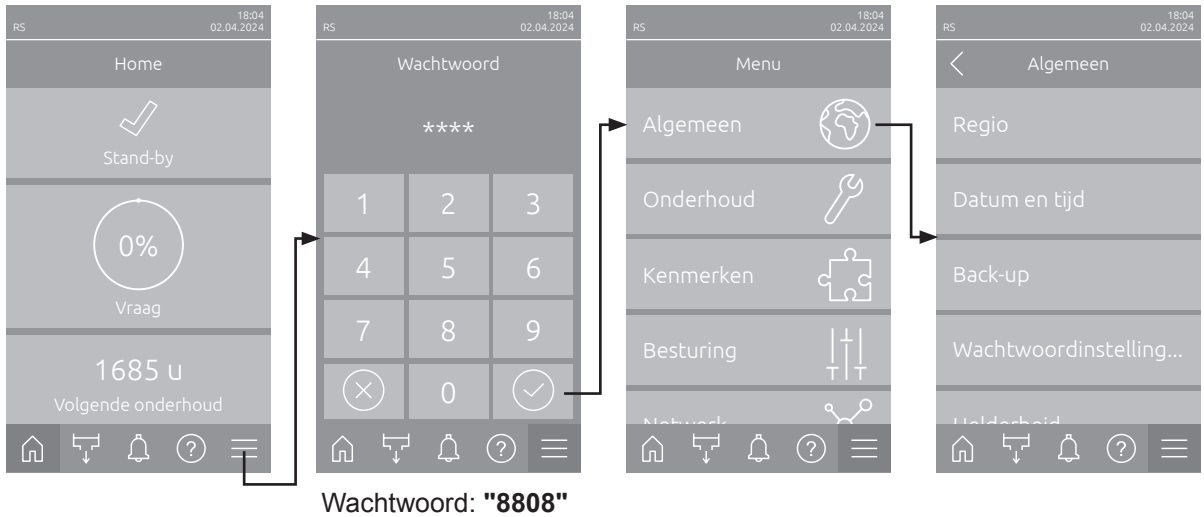 18:04
RS 02.04.2024
Home
Stand-by
0%
Vraag
1685 u
Volgende onderhoud
?
18:04
RS 02.04.2024
Wachtwoord
****
1 2 3
4 5 6
7 8 9
0
?
Wachtwoord: "8808"
18:04
RS 02.04.2024
Menu
Algemeen
Onderhoud
Kenmerken
Besturing
Netwerk
?
18:04
RS 02.04.2024
Algemeen
Regio
Datum en tijd
Back-up
Wachtwoordinstelling...
Helderheid
?